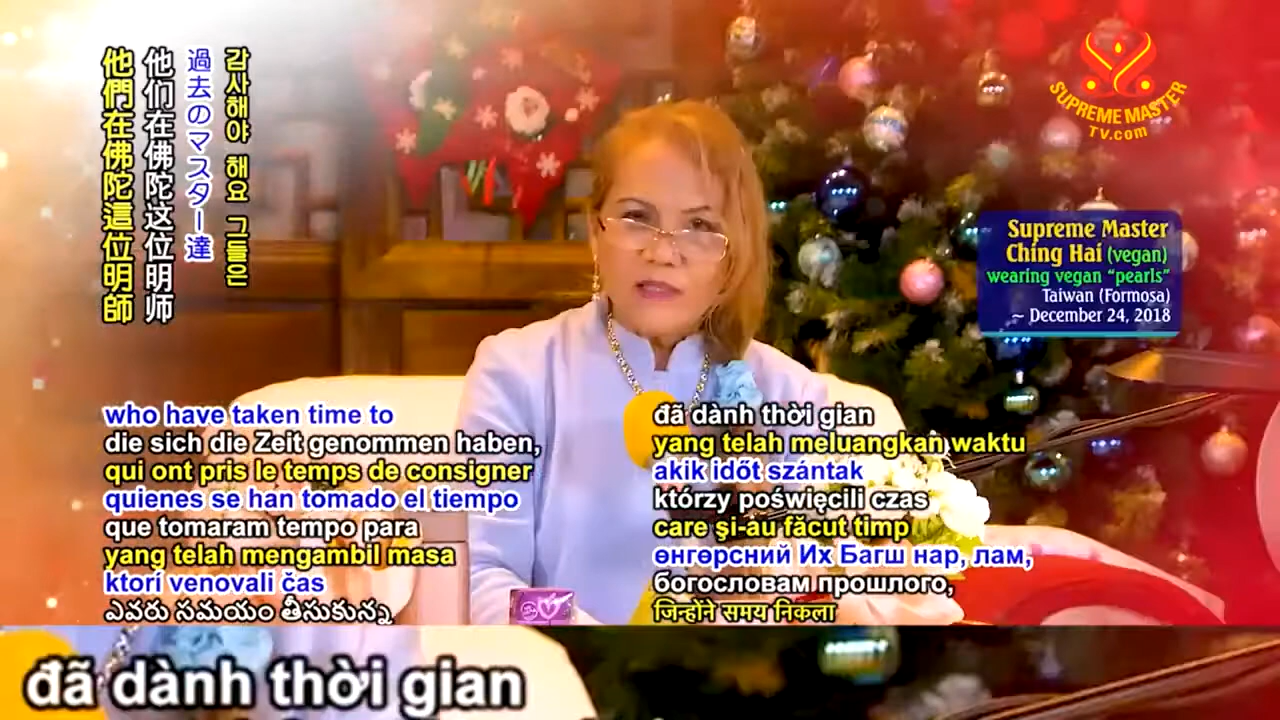 감사해야 해요 그들은
過去のマスター達
他们在佛陀这位明师
他們在佛陀這位明師
SUPREME MASTER
TV.com
Supreme Master
Ching Hai (vegan)
wearing vegan “pearls”
Taiwan (Formosa)
~ December 24, 2018
who have taken time to
die sich die Zeit genommen haben,
qui ont pris le temps de consigner
quienes se han tomado el tiempo
que tomaram tempo para
yang telah mengambil masa
ktorí venovali čas
ఎవరు సమయం తీసుకున్న
đã dành thời gian
yang telah meluangkan waktu
akik időt szántak
którzy poświęcili czas
care şi-au făcut timp
өнгөрсний Их Багш нар, лам,
богословам прошлого,
जिन्होंने समय निकला
đã dành thời gian